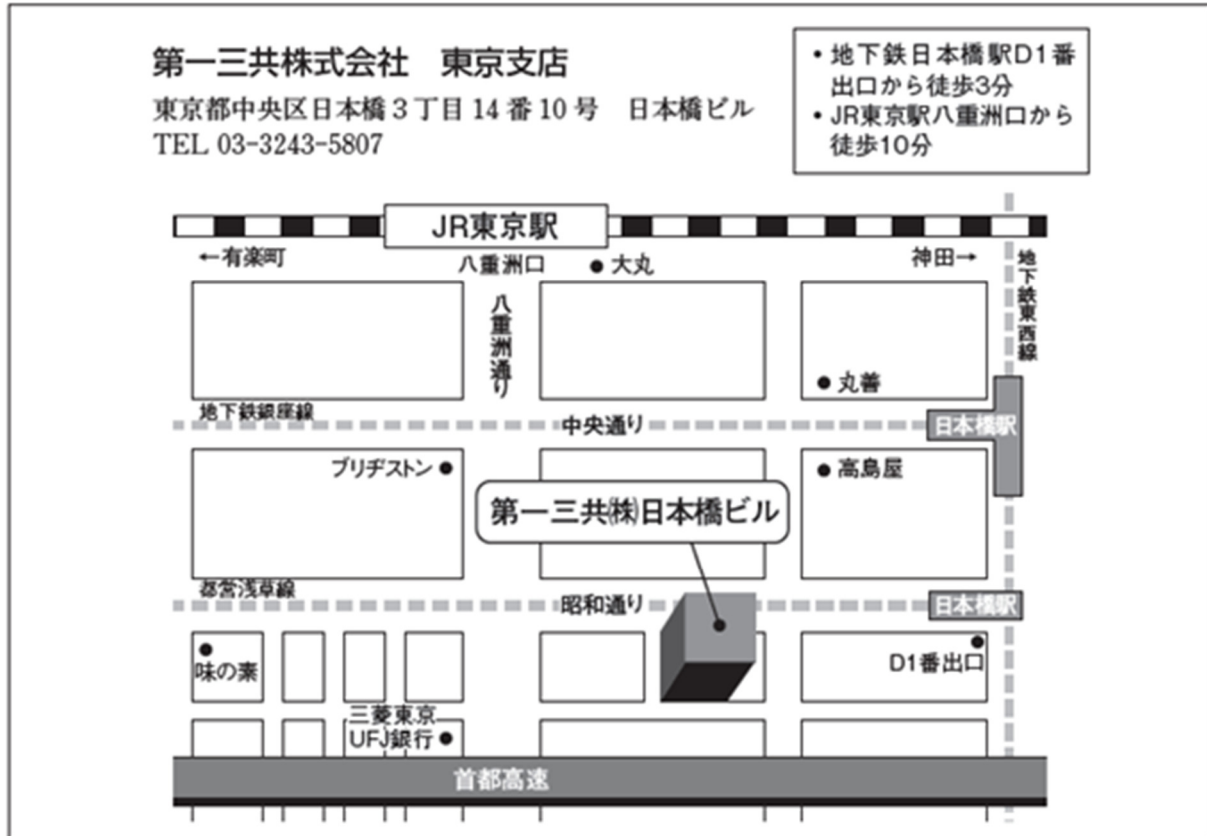 第一三共株式会社　東京支店
東京都中央区日本橋3丁目14番10号　日本橋ビル
TEL 03-3243-5807
• 地下鉄日本橋駅D1番
出口から徒歩3分
• JR東京駅八重洲口から
徒歩10分
JR東京駅
←有楽町
八重洲口
大丸
神田→
地下鉄東西線
八重洲通り
丸善
地下鉄銀座線
中央通り
日本橋駅
ブリヂストン
高島屋
第一三共㈱日本橋ビル
都営浅草線
昭和通り
日本橋駅
味の素
D1番出口
三菱東京
UFJ銀行
首都高速